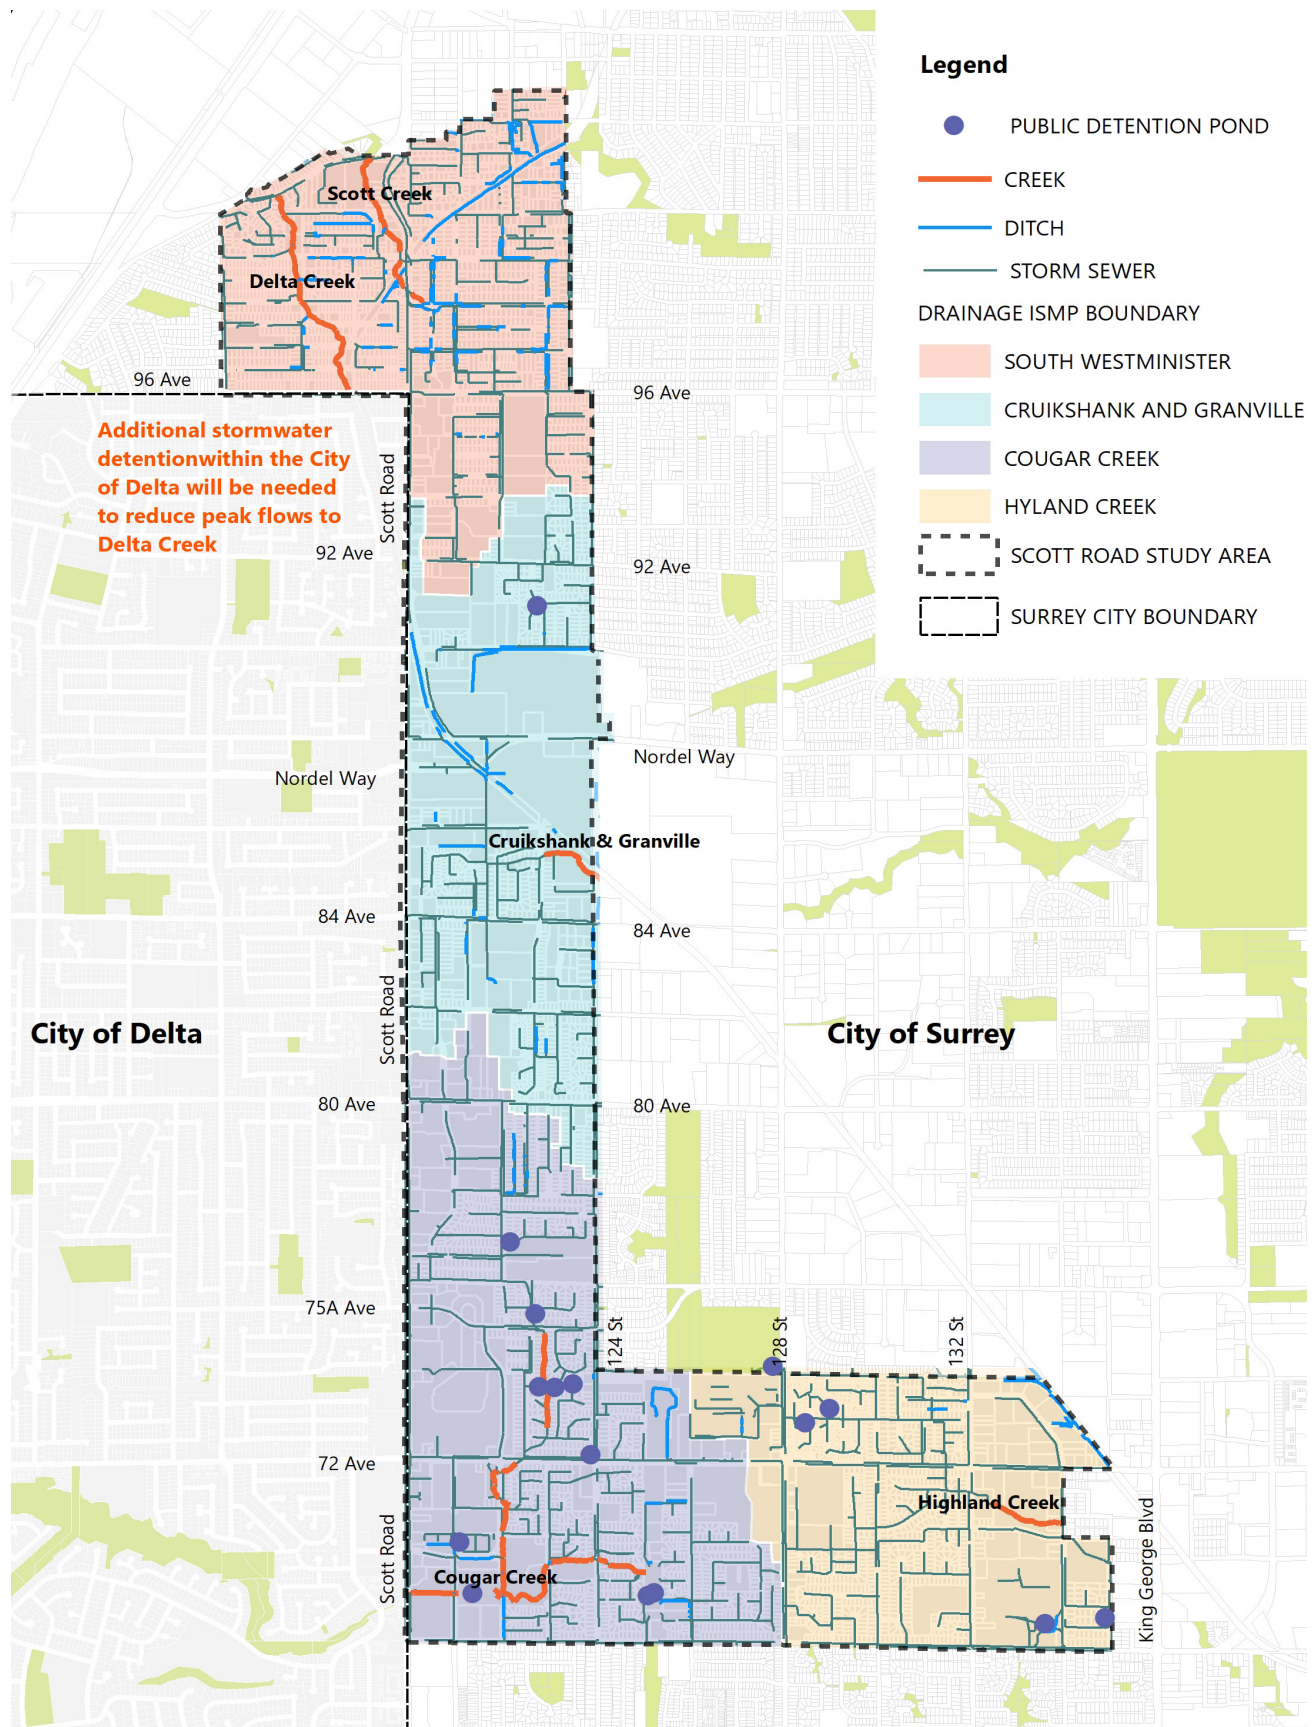 Legend
PUBLIC DETENTION POND
CREEK
DITCH
STORM SEWER
DRAINAGE ISMP BOUNDARY
SOUTH WESTMINISTER
CRUIKSHANK AND GRANVILLE
COUGAR CREEK
HYLAND CREEK
SCOTT ROAD STUDY AREA
SURREY CITY BOUNDARY
Scott Creek
Delta Creek
96 Ave
96 Ave
Additional stormwater
detentionwithin the City
of Delta will be needed
to reduce peak flows to
Delta Creek
Scott Road
92 Ave
92 Ave
Nordel Way
Nordel Way
Cruikshank & Granville
84 Ave
84 Ave
Scott Road
City of Delta
City of Surrey
80 Ave
80 Ave
75A Ave
124 St
128 St
132 St
72 Ave
Highland Creek
King George Blvd
Scott Road
Cougar Creek